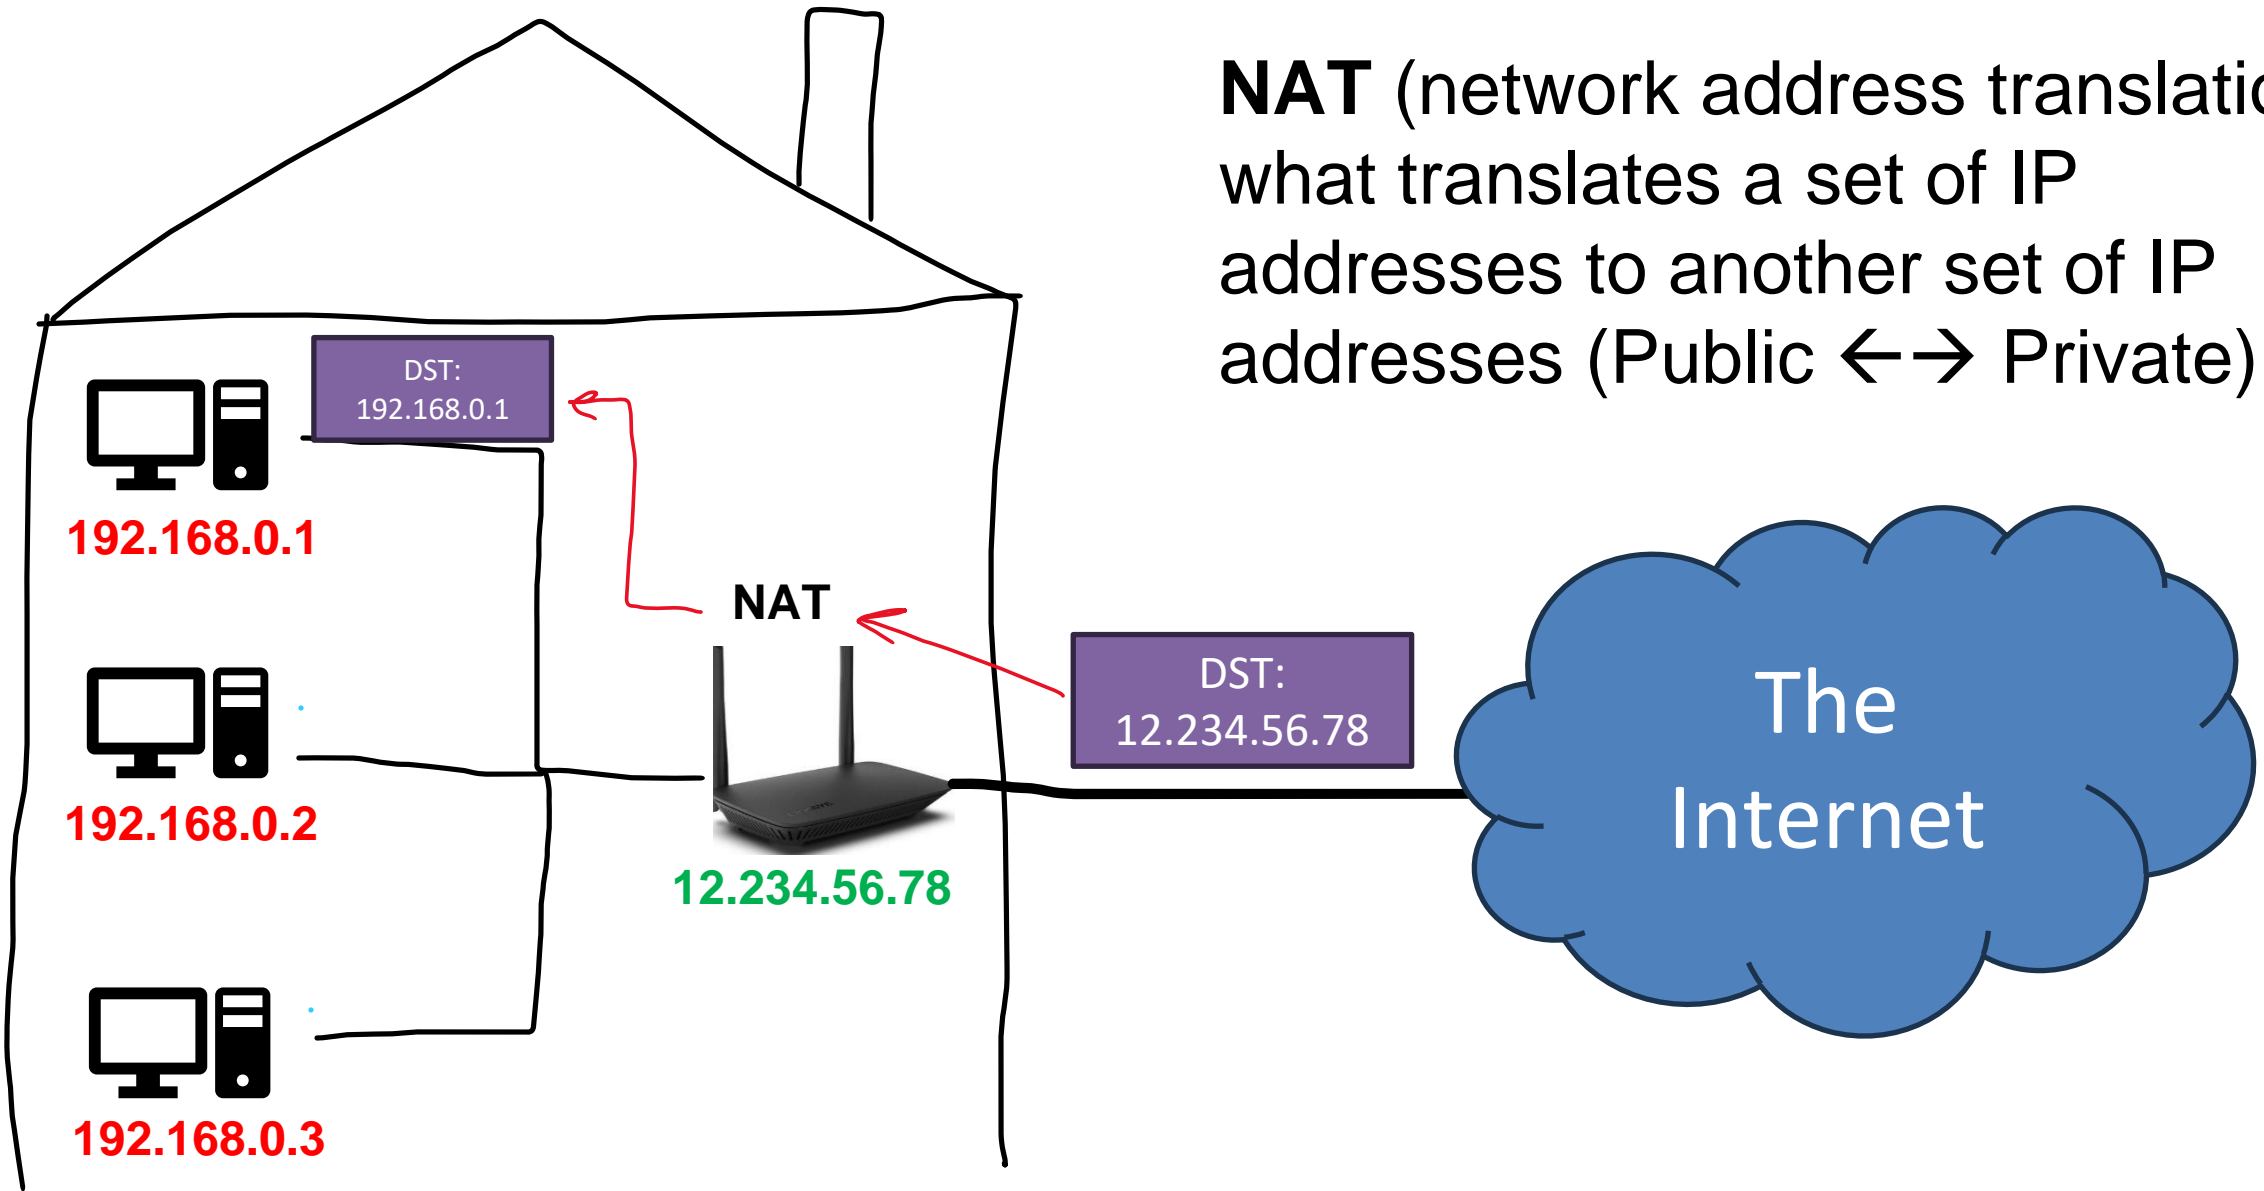 NAT (network address translatio
what translates a set of IP
addresses to another set of IP
addresses (Public ←→ Private)
DST:
192.168.0.1
192.168.0.1
NAT
DST:
12.234.56.78
The
Internet
192.168.0.2
12.234.56.78
192.168.0.3